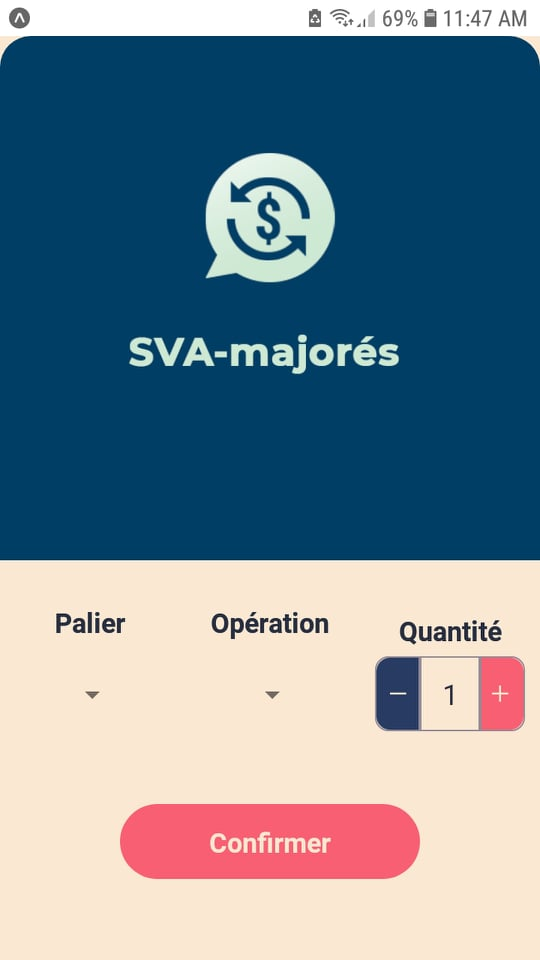 69% 11:47 AM
$
SVA-majorés
Palier Opération Quantité
− 1 +
Confirmer